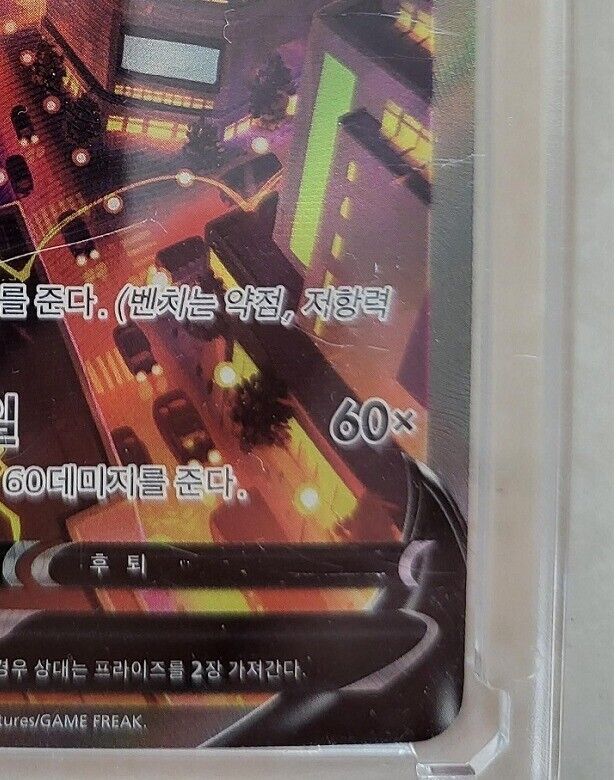 를 준다. (벤치는 약점, 저항력
60×
60데미지를 준다.
후 퇴
경우 상대는 프라이즈를 2장 가져간다.
tures/GAME FREAK.